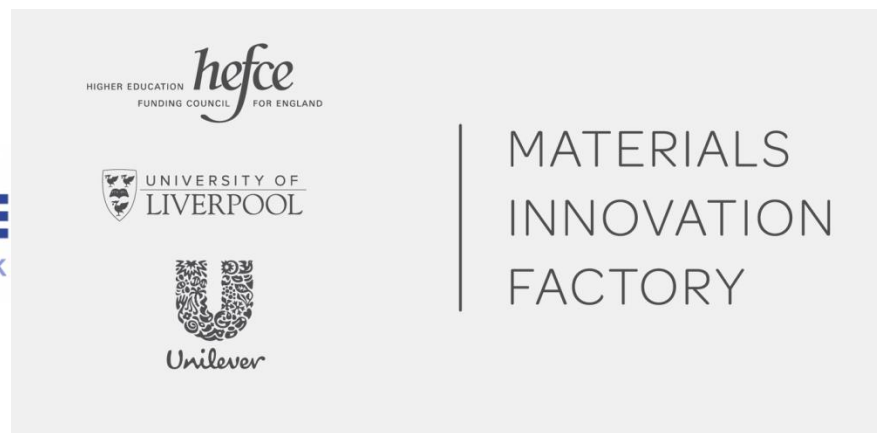 HIGHER EDUCATION hefce
FUNDING COUNCIL FOR ENGLAND
UNIVERSITY OF
LIVERPOOL
Unilever
MATERIALS
INNOVATION
FACTORY